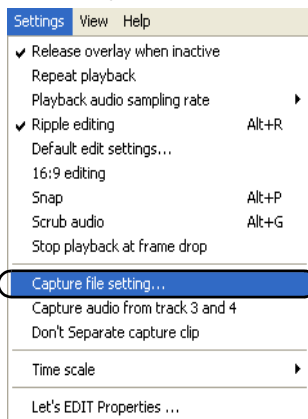 Settings View Help
Release overlay when inactive
Repeat playback
Playback audio sampling rate
Ripple editing Alt+R
Default edit settings...
16:9 editing
Snap Alt+P
Scrub audio Alt+G
Stop playback at frame drop
Capture file setting...
Capture audio from track 3 and 4
Don't Separate capture clip
Time scale
Let's EDIT Properties ...